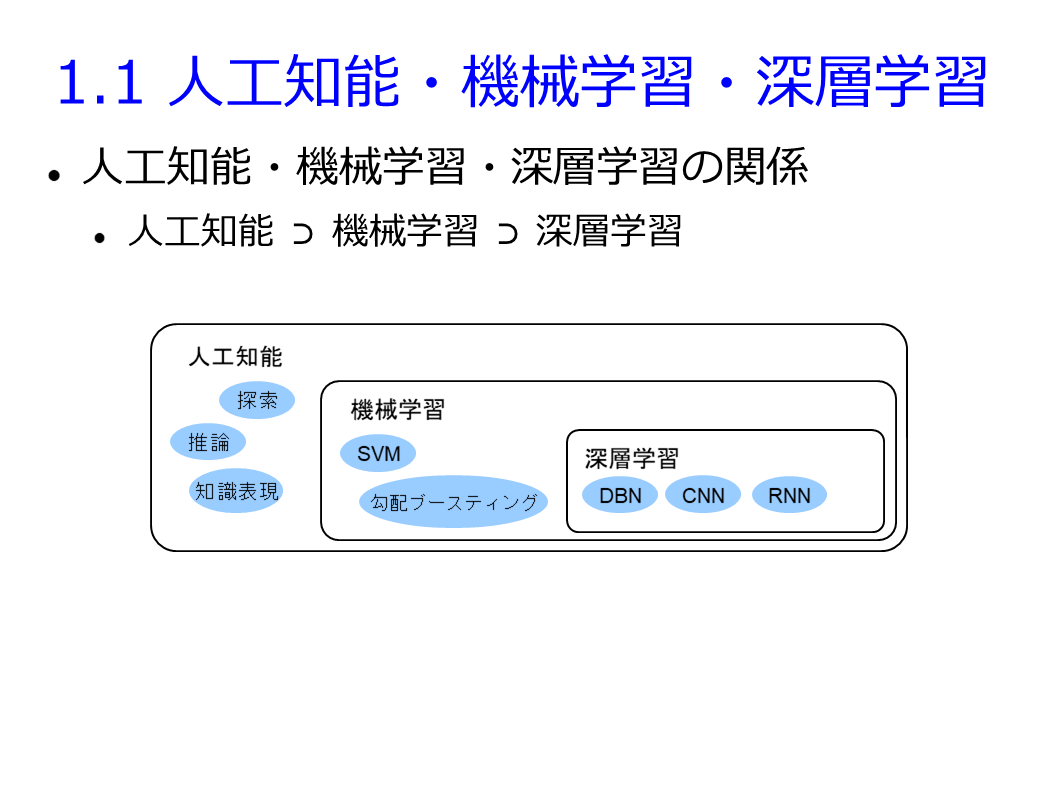 1.1 人工知能・機械学習・深層学習
● 人工知能・機械学習・深層学習の関係
● 人工知能 ⊃ 機械学習 ⊃ 深層学習
人工知能
探索
推論
知識表現
機械学習
SVM
勾配ブースティング
深層学習
DBN CNN RNN